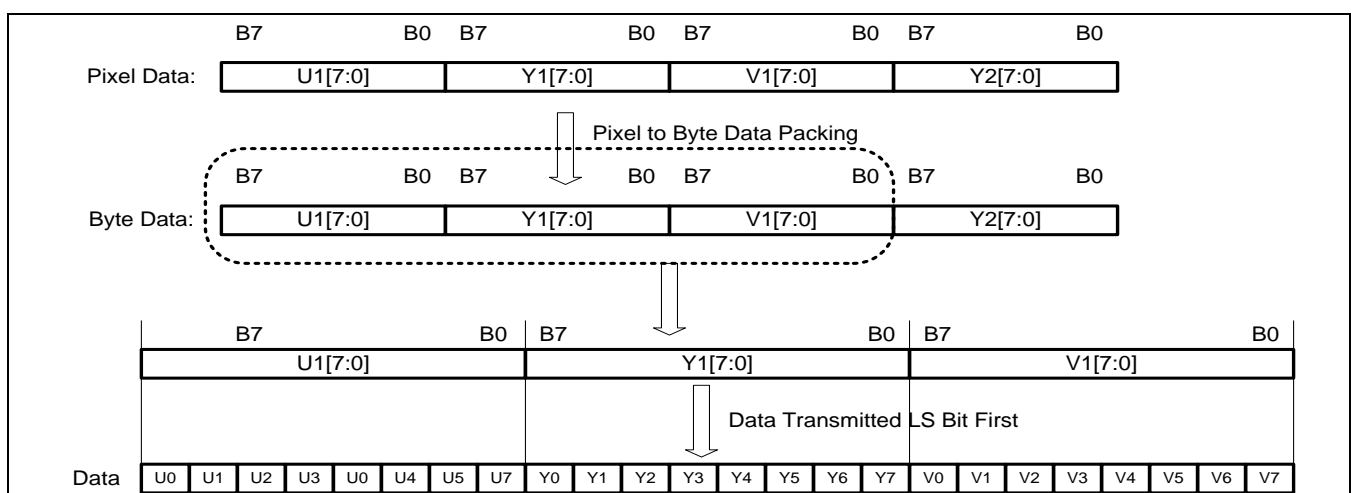 B7 B0 B7 B0 B7 B0 B7 B0
Pixel Data: U1[7:0] Y1[7:0] V1[7:0] Y2[7:0]
Pixel to Byte Data Packing
B7 B0 B7 B0 B7 B0 B7 B0
Byte Data: U1[7:0] Y1[7:0] V1[7:0] Y2[7:0]
B7 B0 B7 B0 B7 B0
U1[7:0] Y1[7:0] V1[7:0]
Data Transmitted LS Bit First
Data U0 U1 U2 U3 U0 U4 U5 U7 Y0 Y1 Y2 Y3 Y4 Y5 Y6 Y7 V0 V1 V2 V3 V4 V5 V6 V7